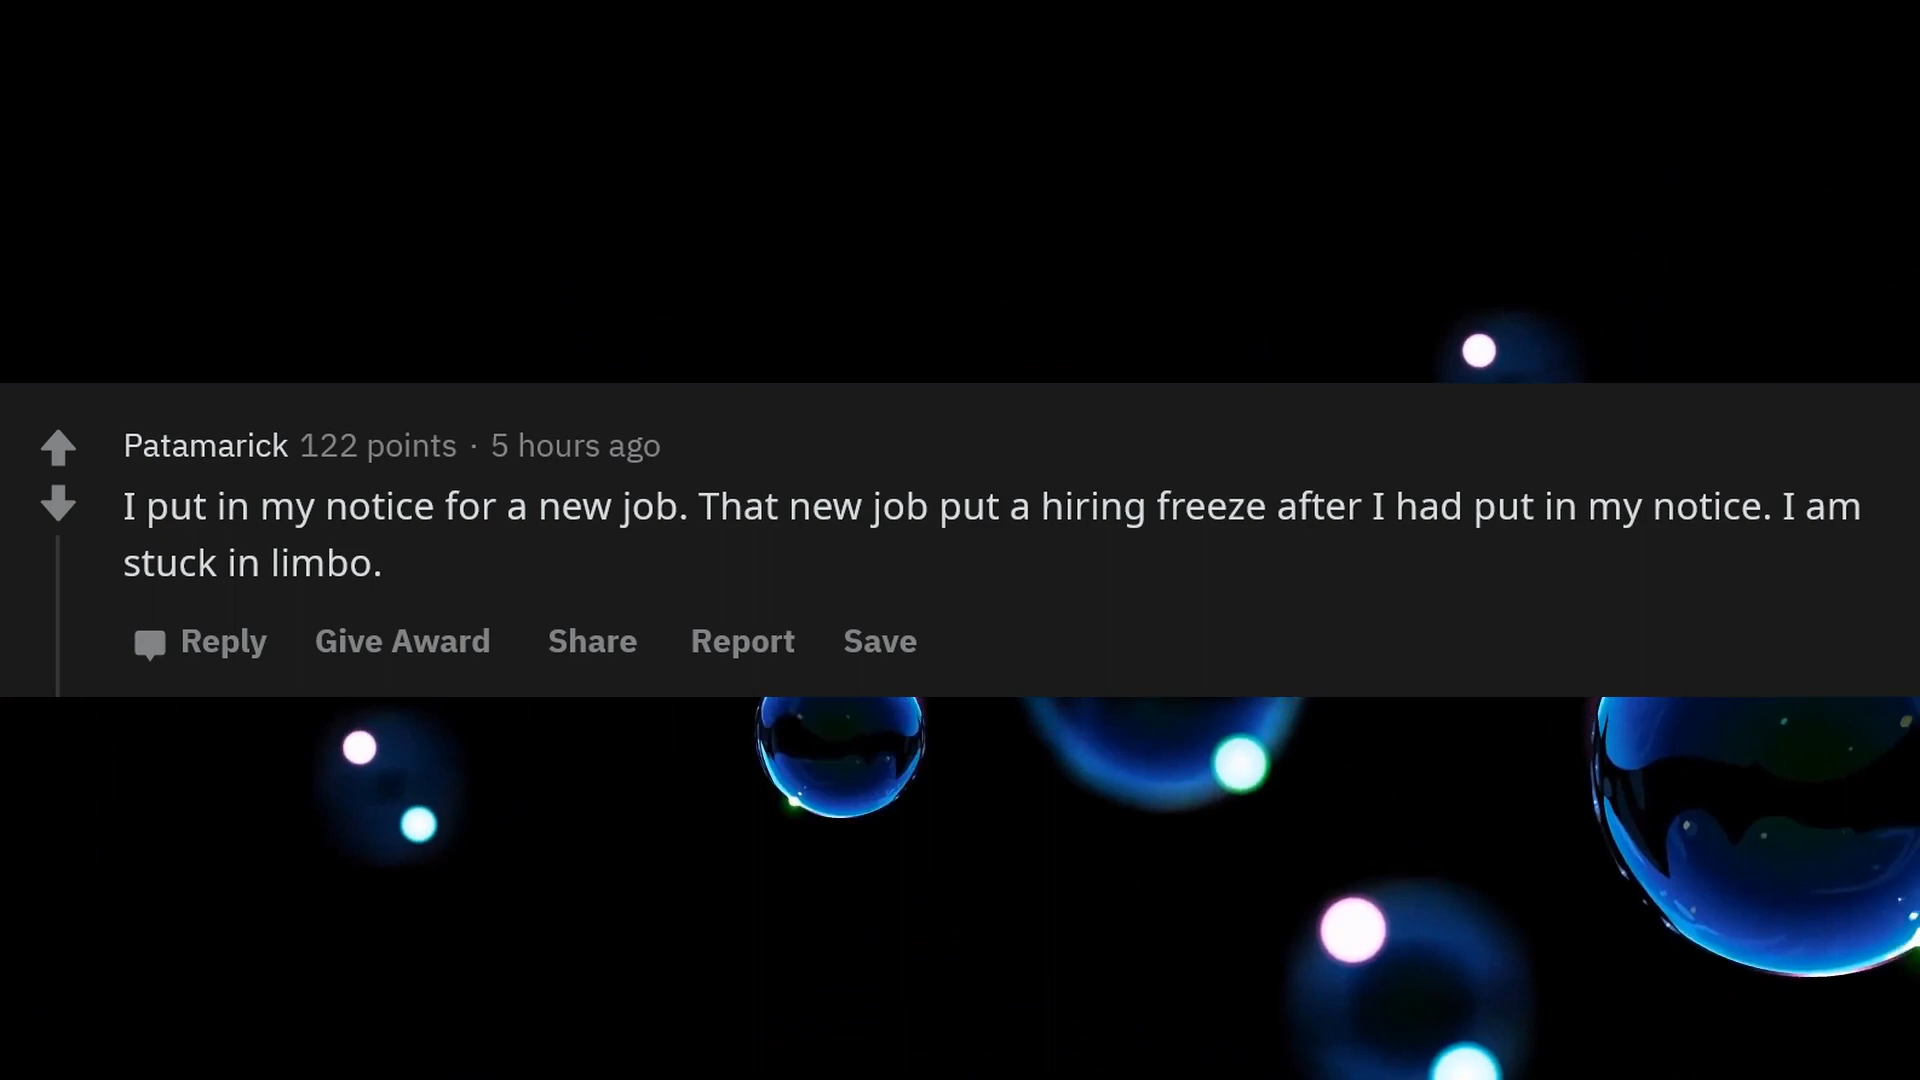 Patamarick 122 points · 5 hours ago
I put in my notice for a new job. That new job put a hiring freeze after I had put in my notice. I am
stuck in limbo.
Reply Give Award Share Report Save